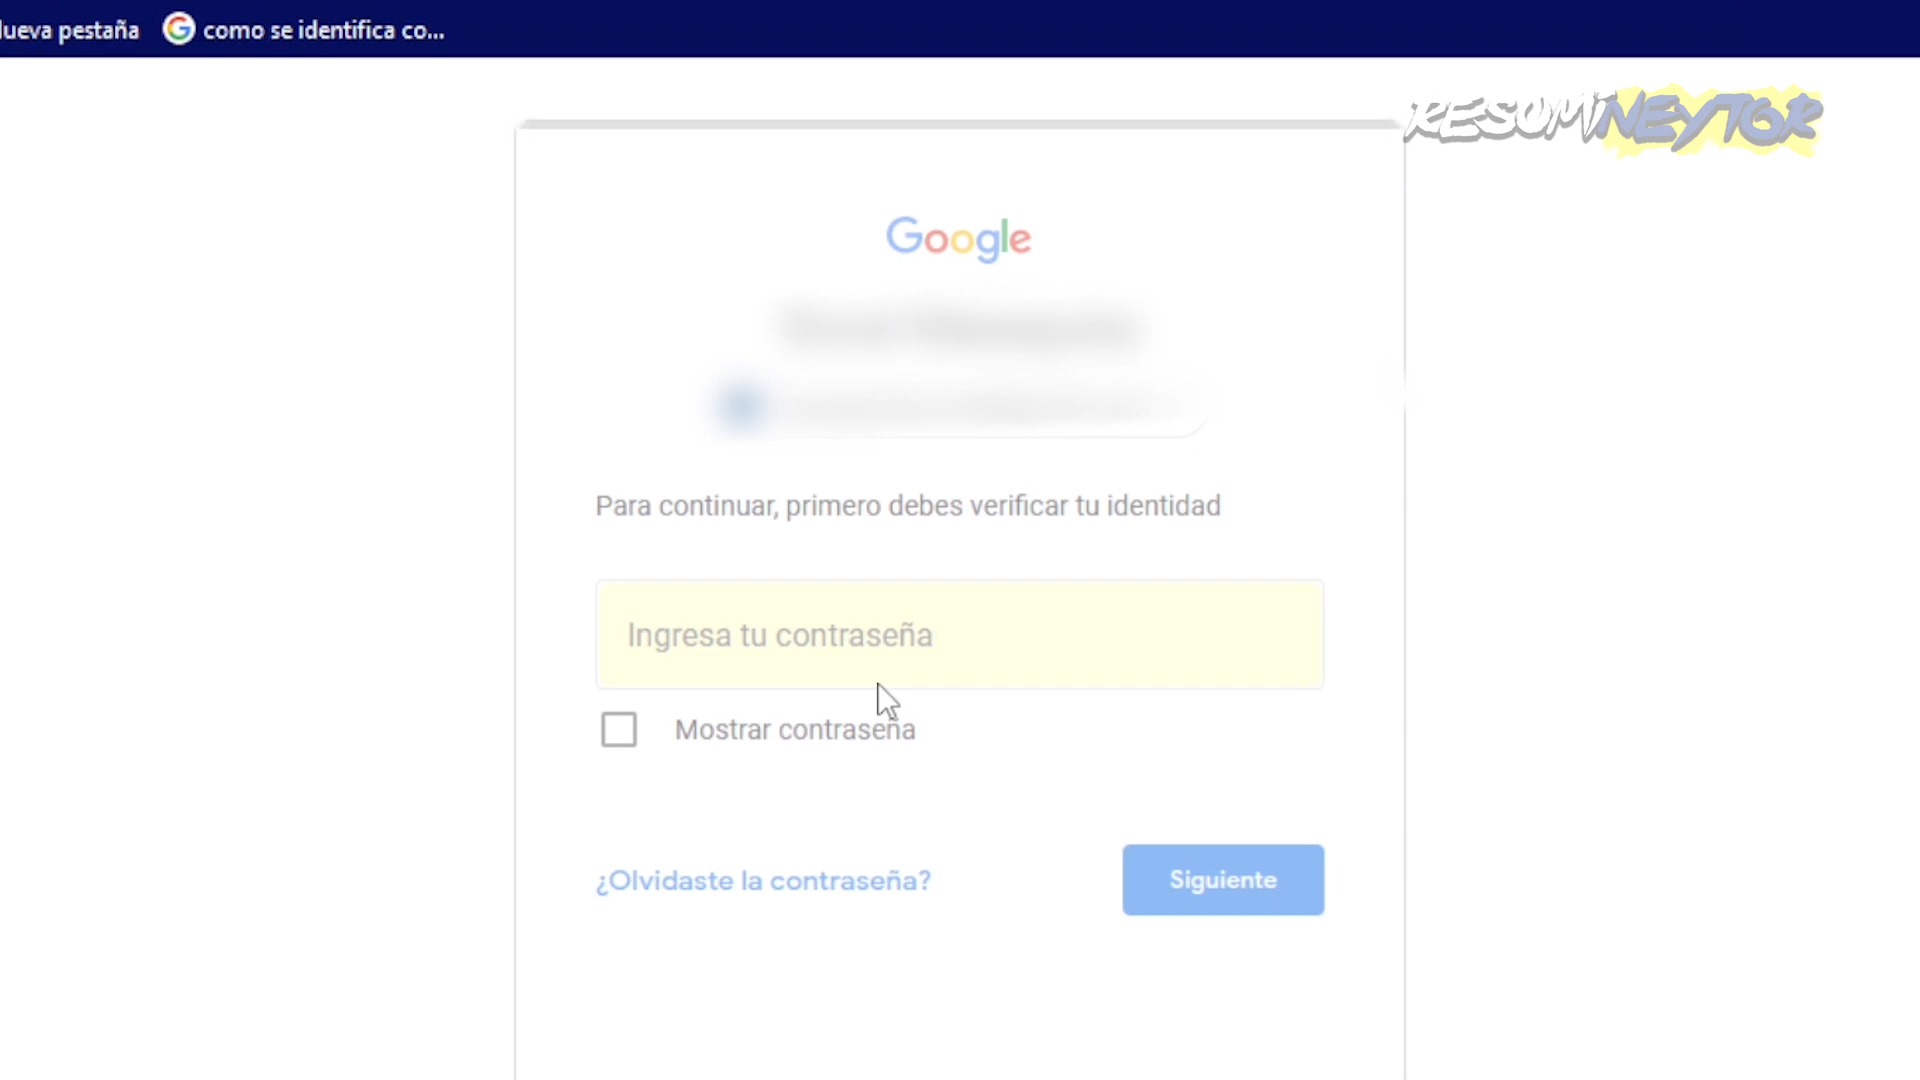 ueva pestaña
como se identifica co...
RESUMiNEYTOR
Google
Para continuar, primero debes verificar tu identidad
Ingresa tu contraseña
Mostrar contraseña
¿Olvidaste la contraseña?
Siguiente